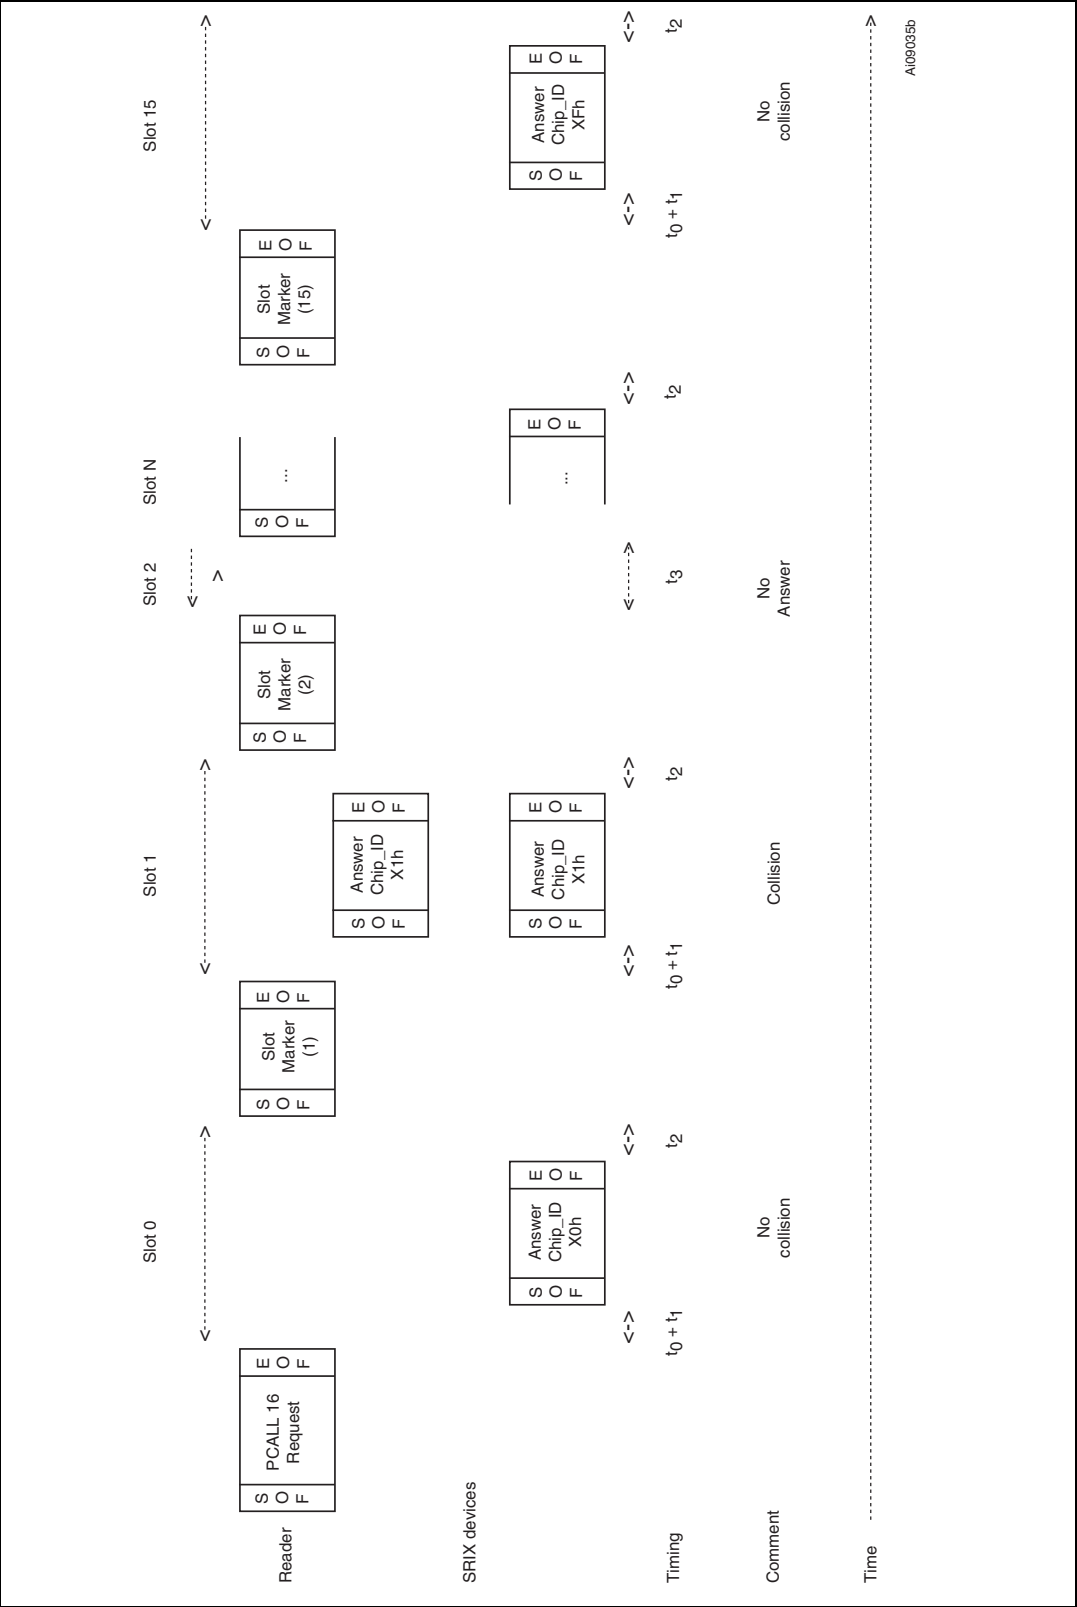 Slot 0
Slot 1
Slot 2
Slot N
Slot 15
<-------------------->
<-------------------->
<------
>
<-------------------->
Reader
S
O
F
PCALL 16
Request
E
O
F
S
O
F
Slot
Marker
(1)
E
O
F
S
O
F
Slot
Marker
(2)
E
O
F
S
O
F
...
S
O
F
Slot
Marker
(15)
E
O
F
S
O
F
Answer
Chip_ID
X1h
E
O
F
SRIX devices
S
O
F
Answer
Chip_ID
X0h
E
O
F
S
O
F
Answer
Chip_ID
X1h
E
O
F
...
E
O
F
S
O
F
Answer
Chip_ID
XFh
E
O
F
<->
<->
<->
<->
<----->
<->
<->
<->
Timing
t0 + t1
t2
t0 + t1
t2
t3
t2
t0 + t1
t2
Comment
No
collision
Collision
No
Answer
No
collision
Time
Ai09035b